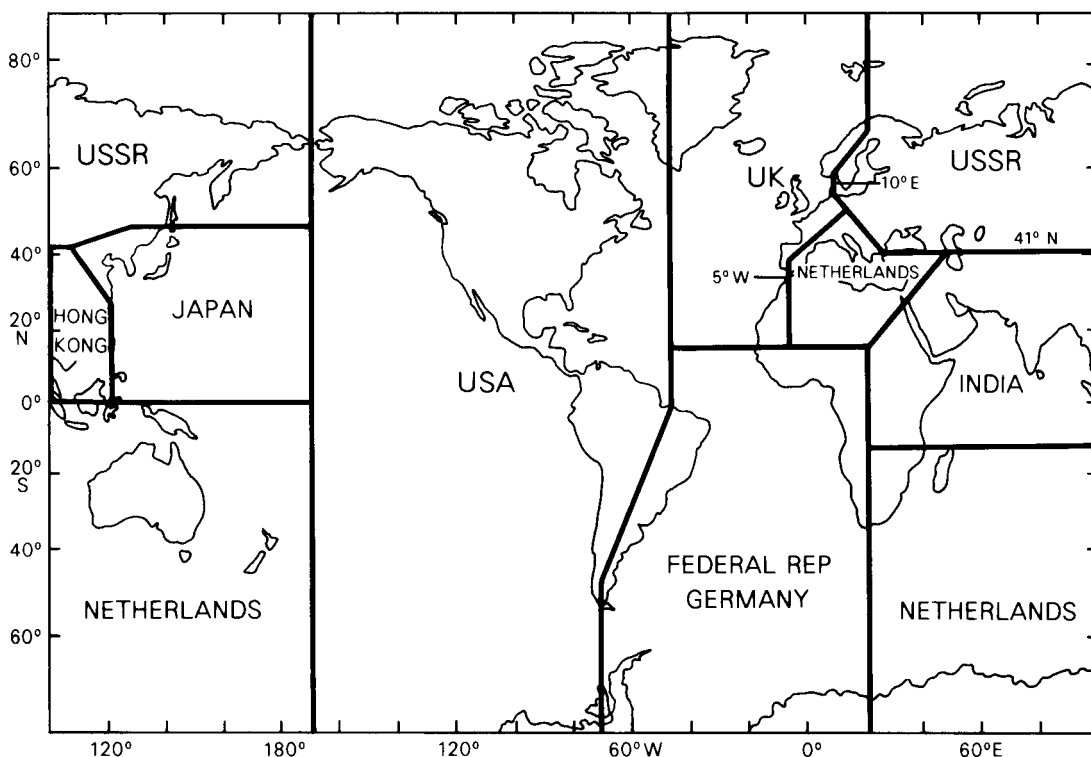 80°
60°
40°
20°
N
0°
20°
S
40°
60°
USSR
HONG
KONG
JAPAN
NETHERLANDS
USA
UK
10°E
USSR
41° N
5° W
NETHERLANDS
INDIA
FEDERAL REP
GERMANY
NETHERLANDS
120°
180°
120°
60°W
0°
60°E